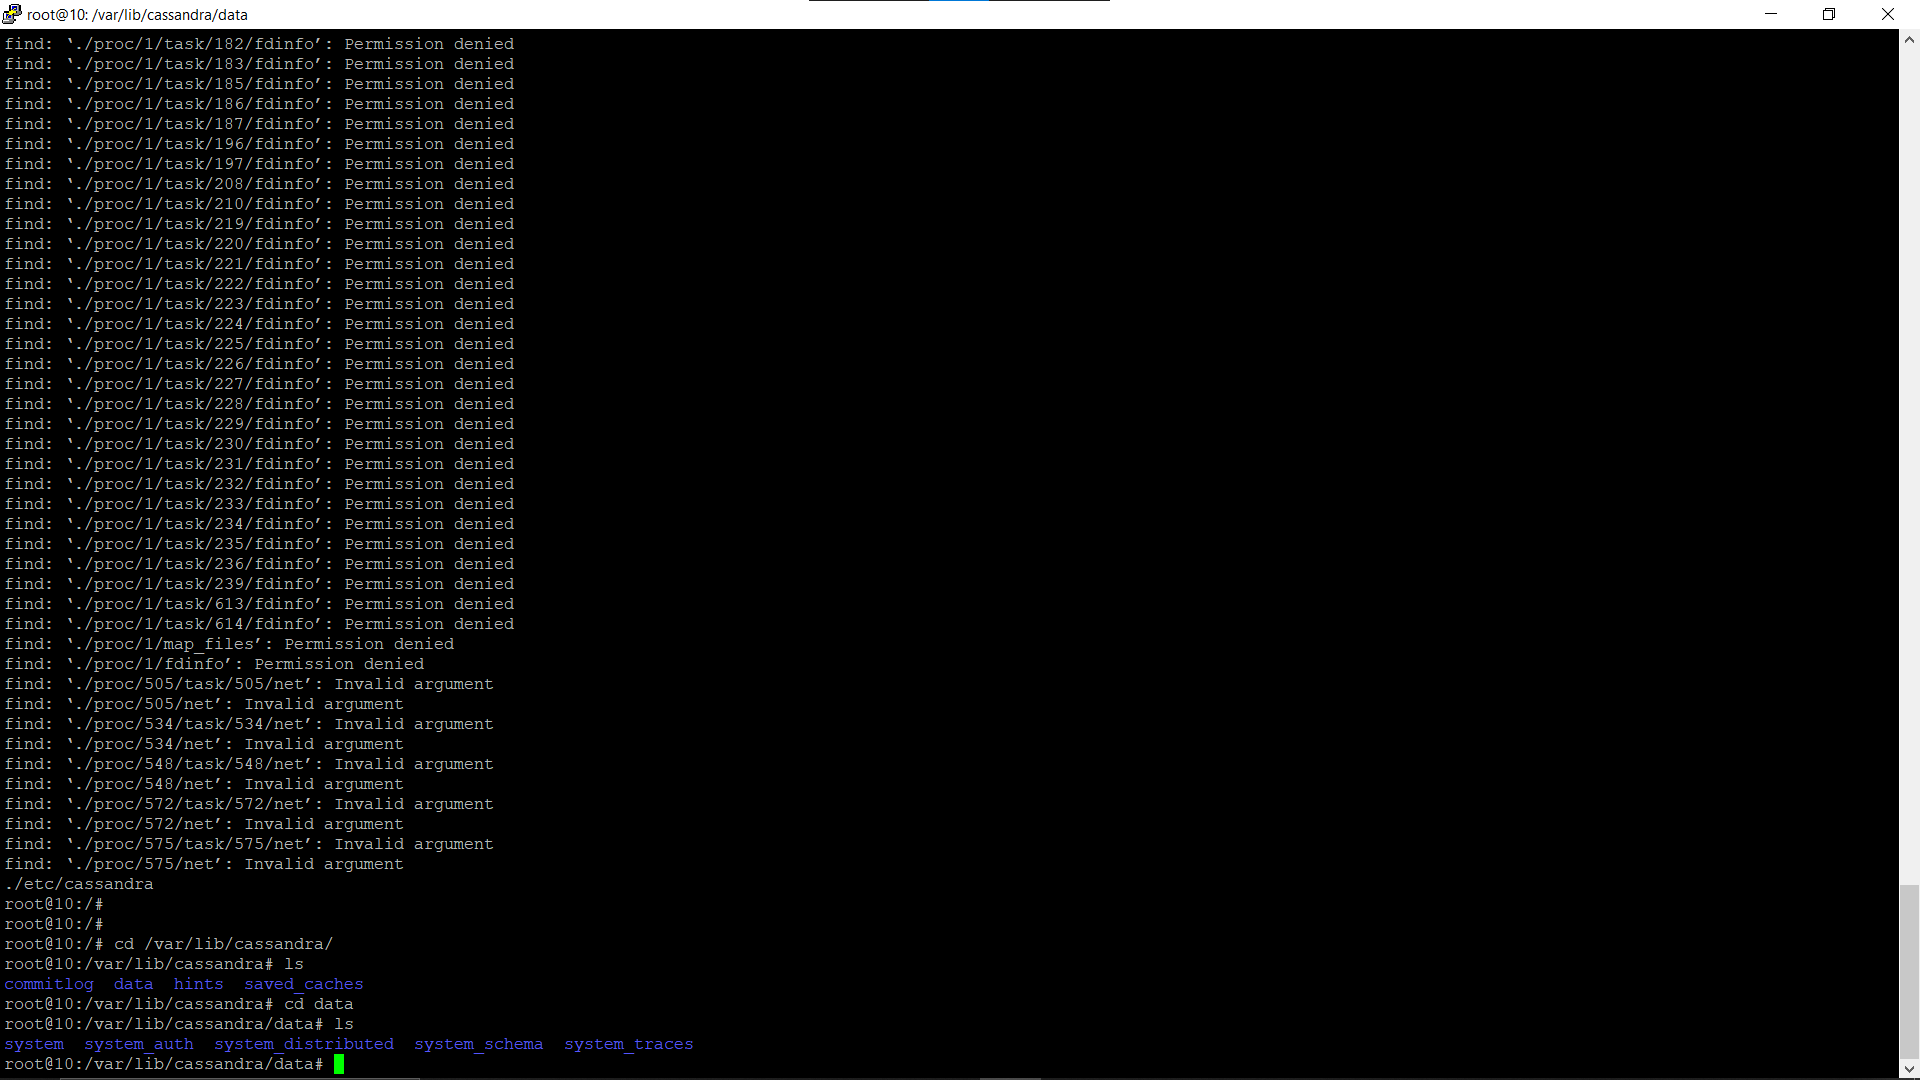 root@10: /var/lib/cassandra/data
find: ‘./proc/1/task/182/fdinfo’: Permission denied
find: ‘./proc/1/task/183/fdinfo’: Permission denied
find: ‘./proc/1/task/185/fdinfo’: Permission denied
find: ‘./proc/1/task/186/fdinfo’: Permission denied
find: ‘./proc/1/task/187/fdinfo’: Permission denied
find: ‘./proc/1/task/196/fdinfo’: Permission denied
find: ‘./proc/1/task/197/fdinfo’: Permission denied
find: ‘./proc/1/task/208/fdinfo’: Permission denied
find: ‘./proc/1/task/210/fdinfo’: Permission denied
find: ‘./proc/1/task/219/fdinfo’: Permission denied
find: ‘./proc/1/task/220/fdinfo’: Permission denied
find: ‘./proc/1/task/221/fdinfo’: Permission denied
find: ‘./proc/1/task/222/fdinfo’: Permission denied
find: ‘./proc/1/task/223/fdinfo’: Permission denied
find: ‘./proc/1/task/224/fdinfo’: Permission denied
find: ‘./proc/1/task/225/fdinfo’: Permission denied
find: ‘./proc/1/task/226/fdinfo’: Permission denied
find: ‘./proc/1/task/227/fdinfo’: Permission denied
find: ‘./proc/1/task/228/fdinfo’: Permission denied
find: ‘./proc/1/task/229/fdinfo’: Permission denied
find: ‘./proc/1/task/230/fdinfo’: Permission denied
find: ‘./proc/1/task/231/fdinfo’: Permission denied
find: ‘./proc/1/task/232/fdinfo’: Permission denied
find: ‘./proc/1/task/233/fdinfo’: Permission denied
find: ‘./proc/1/task/234/fdinfo’: Permission denied
find: ‘./proc/1/task/235/fdinfo’: Permission denied
find: ‘./proc/1/task/236/fdinfo’: Permission denied
find: ‘./proc/1/task/239/fdinfo’: Permission denied
find: ‘./proc/1/task/613/fdinfo’: Permission denied
find: ‘./proc/1/task/614/fdinfo’: Permission denied
find: ‘./proc/1/map_files’: Permission denied
find: ‘./proc/1/fdinfo’: Permission denied
find: ‘./proc/505/task/505/net’: Invalid argument
find: ‘./proc/505/net’: Invalid argument
find: ‘./proc/534/task/534/net’: Invalid argument
find: ‘./proc/534/net’: Invalid argument
find: ‘./proc/548/task/548/net’: Invalid argument
find: ‘./proc/548/net’: Invalid argument
find: ‘./proc/572/task/572/net’: Invalid argument
find: ‘./proc/572/net’: Invalid argument
find: ‘./proc/575/task/575/net’: Invalid argument
find: ‘./proc/575/net’: Invalid argument
./etc/cassandra
root@10:/#
root@10:/#
root@10:/# cd /var/lib/cassandra/
root@10:/var/lib/cassandra# ls
commitlog  data  hints  saved_caches
root@10:/var/lib/cassandra# cd data
root@10:/var/lib/cassandra/data# ls
system  system_auth  system_distributed  system_schema  system_traces
root@10:/var/lib/cassandra/data#